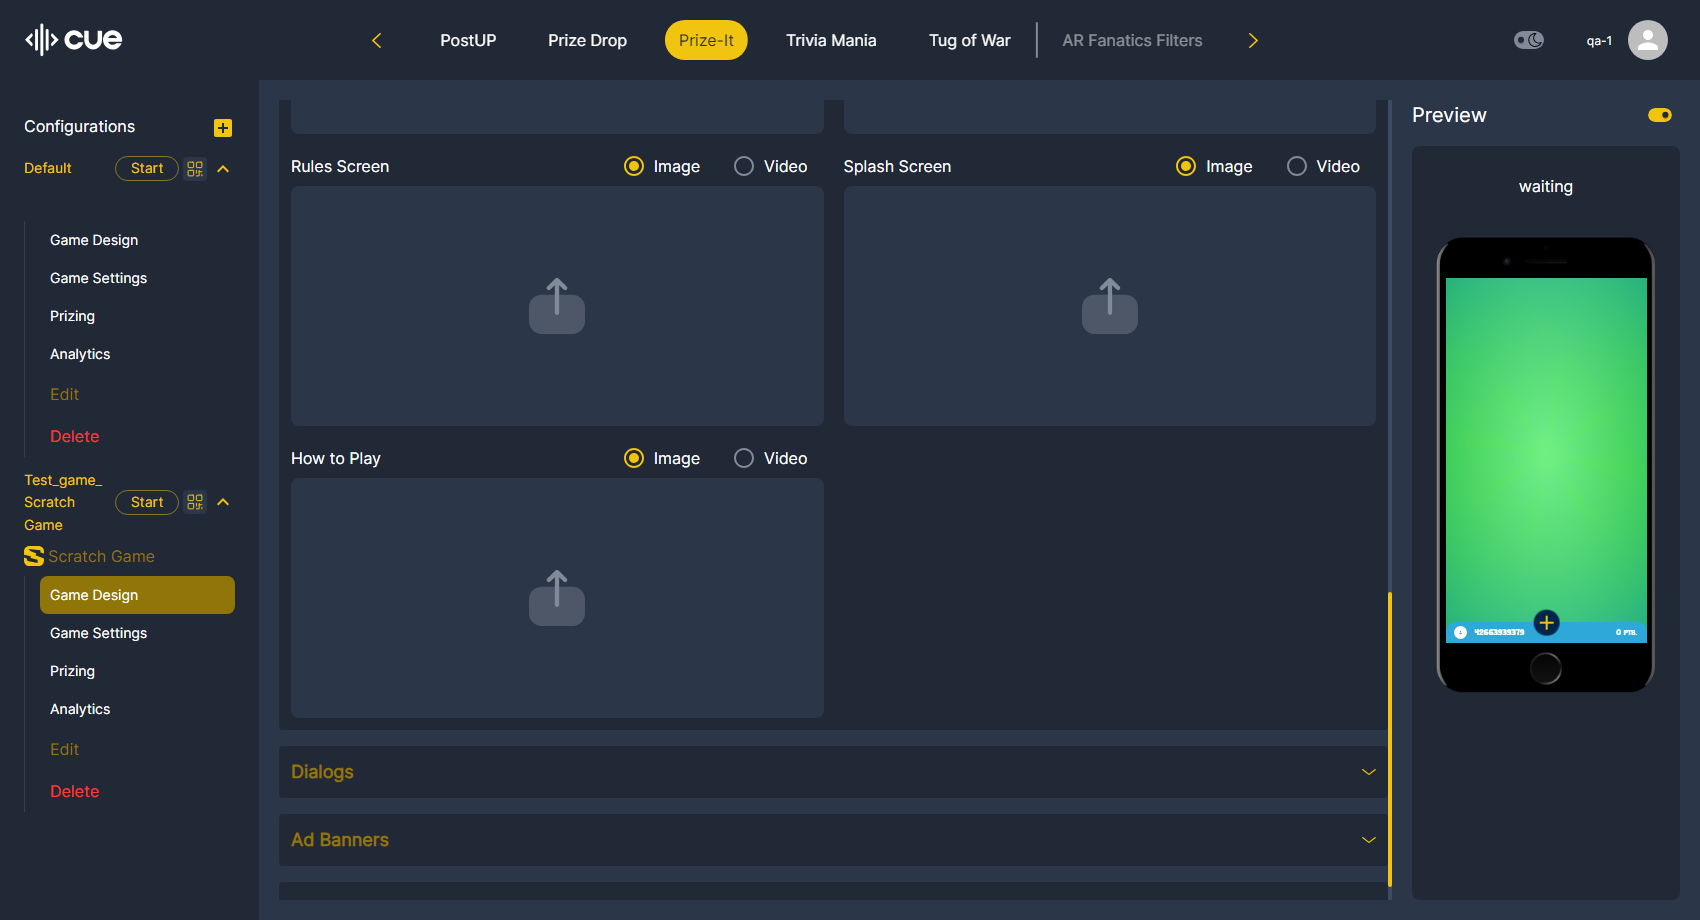 cue
PostUP
Prize Drop
Prize-It
Trivia Mania
Tug of War
AR Fanatics Filters
qa-1
Configurations
Default
Start
Game Design
Game Settings
Prizing
Analytics
Edit
Delete
Test_game_
Scratch
Game
Start
Scratch Game
Game Design
Game Settings
Prizing
Analytics
Edit
Delete
Rules Screen
Image
Video
Splash Screen
Image
Video
How to Play
Image
Video
Dialogs
Ad Banners
Preview
waiting
42663939379
0 PTS.